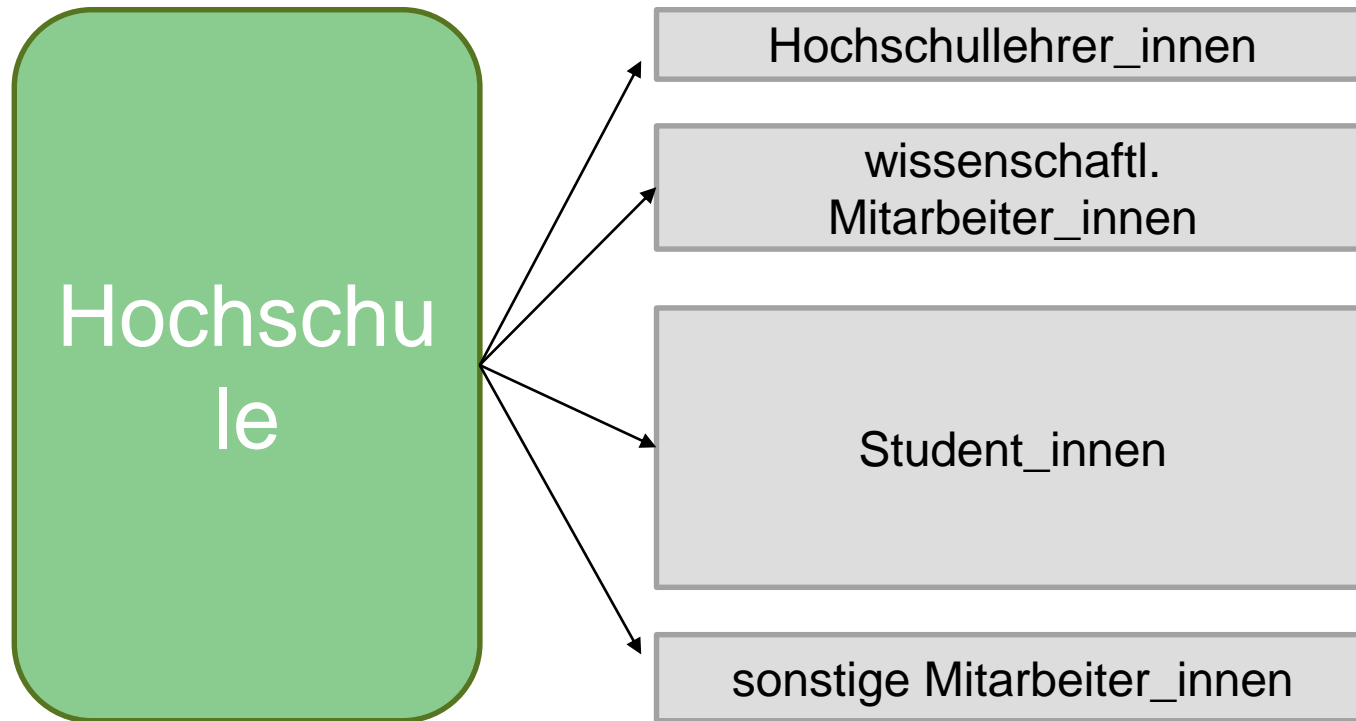 Hochschu
le
Hochschullehrer_innen
wissenschaftl.
Mitarbeiter_innen
Student_innen
sonstige Mitarbeiter_innen